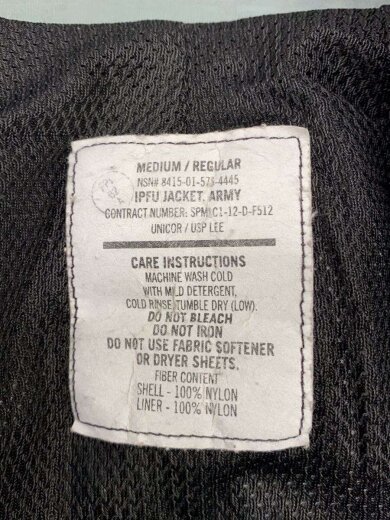 MEDIUM / REGULAR
NSN# 8415-01-573-4445
IPFU JACKET, ARMY
CONTRACT NUMBER: SPM1C1-12-D-F512
UNICOR / USP LEE
CARE INSTRUCTIONS
MACHINE WASH COLD
WITH MILD DETERGENT,
COLD RINSE, TUMBLE DRY (LOW).
DO NOT BLEACH
DO NOT IRON
DO NOT USE FABRIC SOFTENER
OR DRYER SHEETS.
FIBER CONTENT
SHELL - 100% NYLON
LINER - 100% NYLON